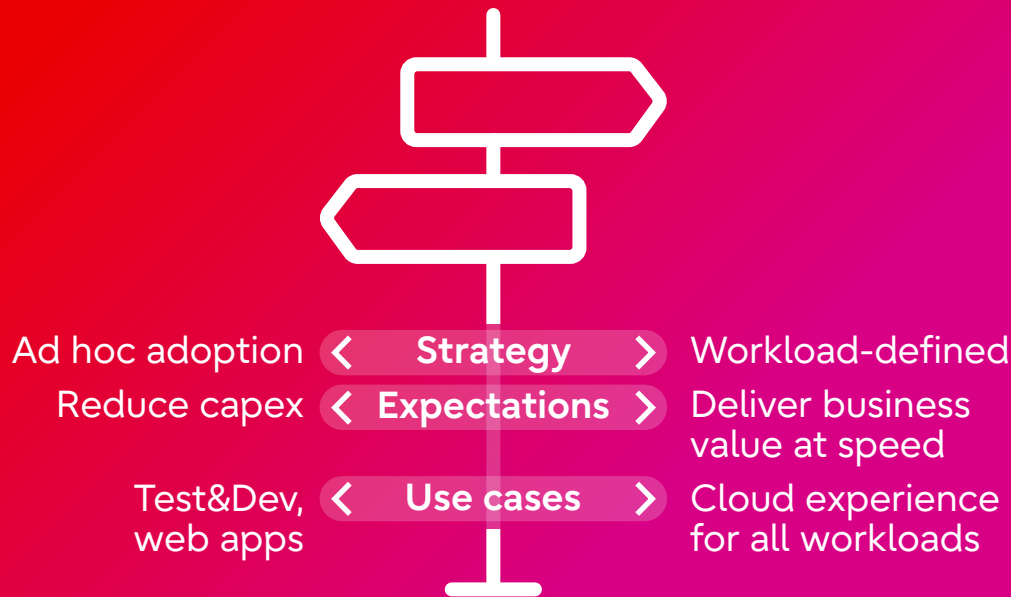 Ad hoc adoption Strategy Workload-defined
Reduce capex Expectations Deliver business
value at speed
Test&Dev, Use cases Cloud experience
web apps for all workloads